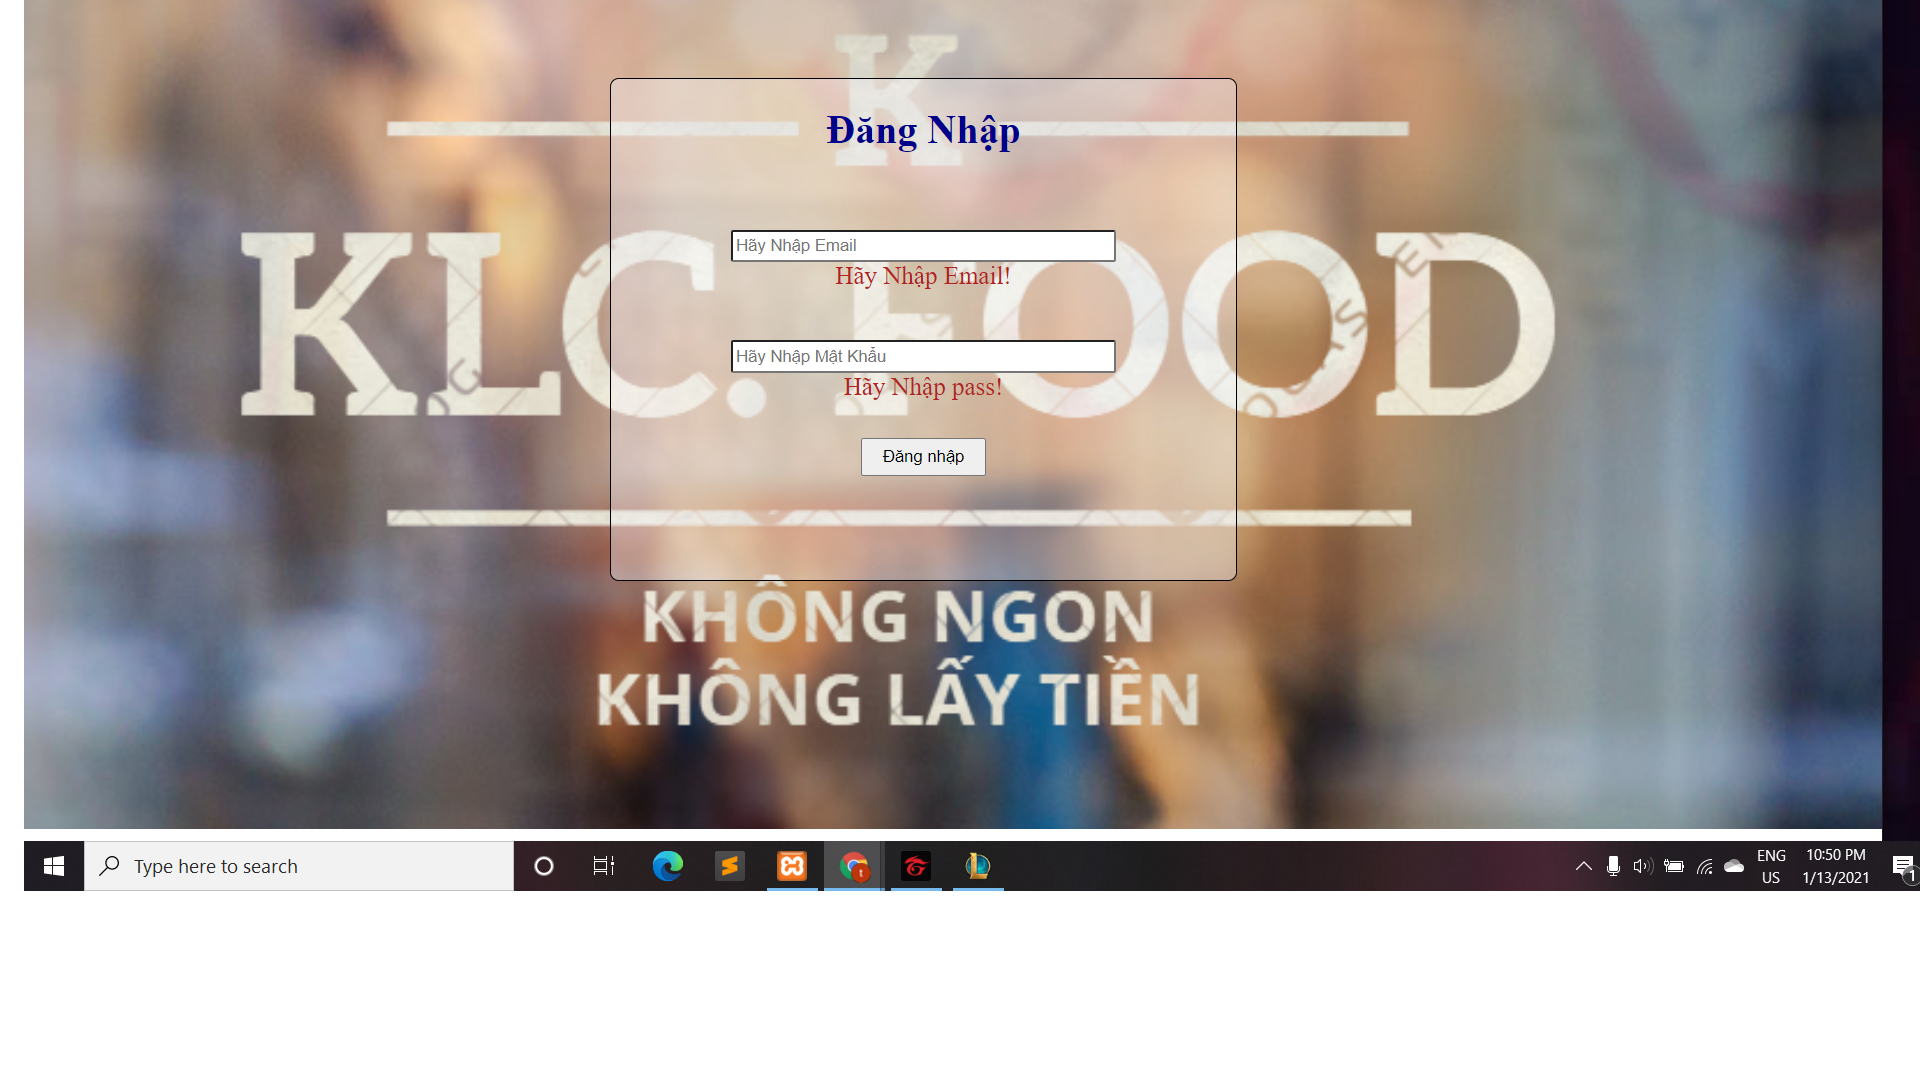 K
Đăng Nhập
Hãy Nhập Email
Hãy Nhập Email!
KLC. FOOD
Hãy Nhập Mật Khẩu
Hãy Nhập pass!
Đăng nhập
KHÔNG NGON
KHÔNG LẤY TIỀN
Type here to search
ENG
US
10:50 PM
1/13/2021
1